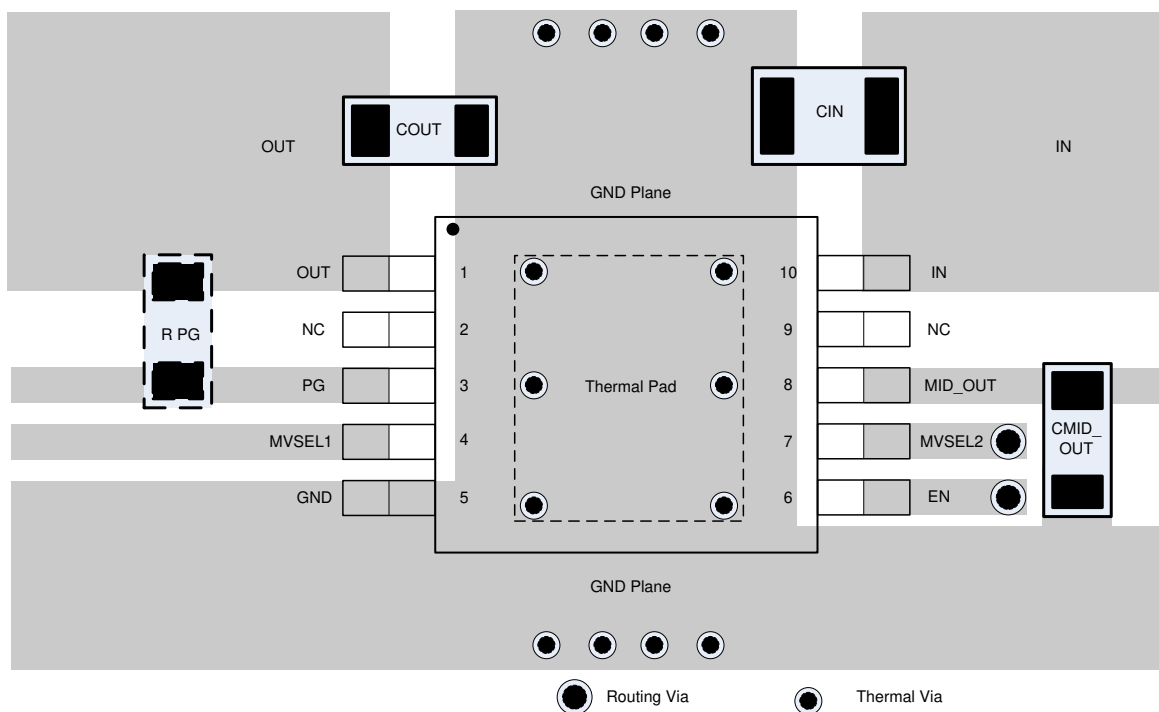 COUT
CIN
OUT
IN
GND Plane
OUT
1
10
IN
NC
2
9
NC
R PG
PG
3
Thermal Pad
8
MID_OUT
MVSEL1
4
7
MVSEL2
CMID_
OUT
GND
5
6
EN
GND Plane
Routing Via
Thermal Via